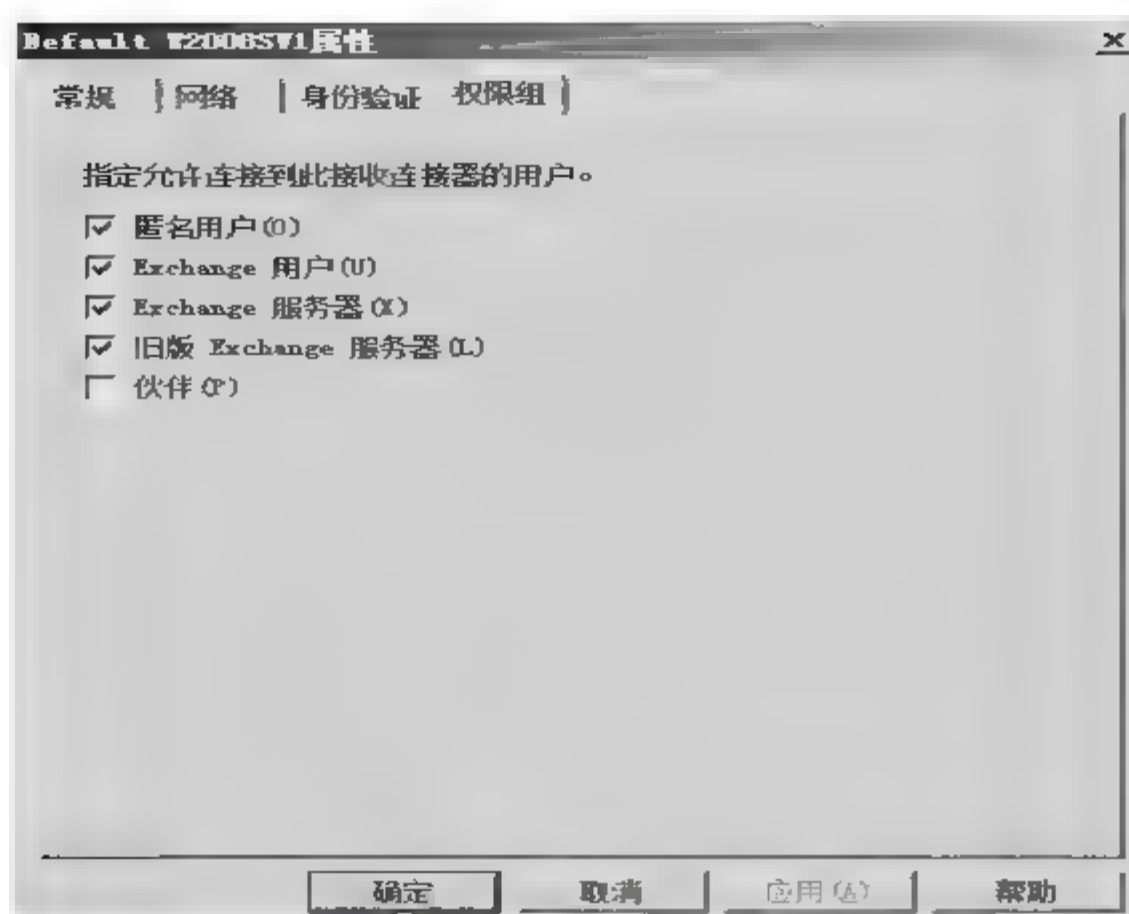 Default W2008SV1属性
常规 网络 身份验证 权限组
指定允许连接到此接收连接器的用户。
匿名用户(O)
Exchange 用户(U)
Exchange 服务器(X)
旧版 Exchange 服务器(L)
伙伴(P)
确定 取消 应用(A) 帮助